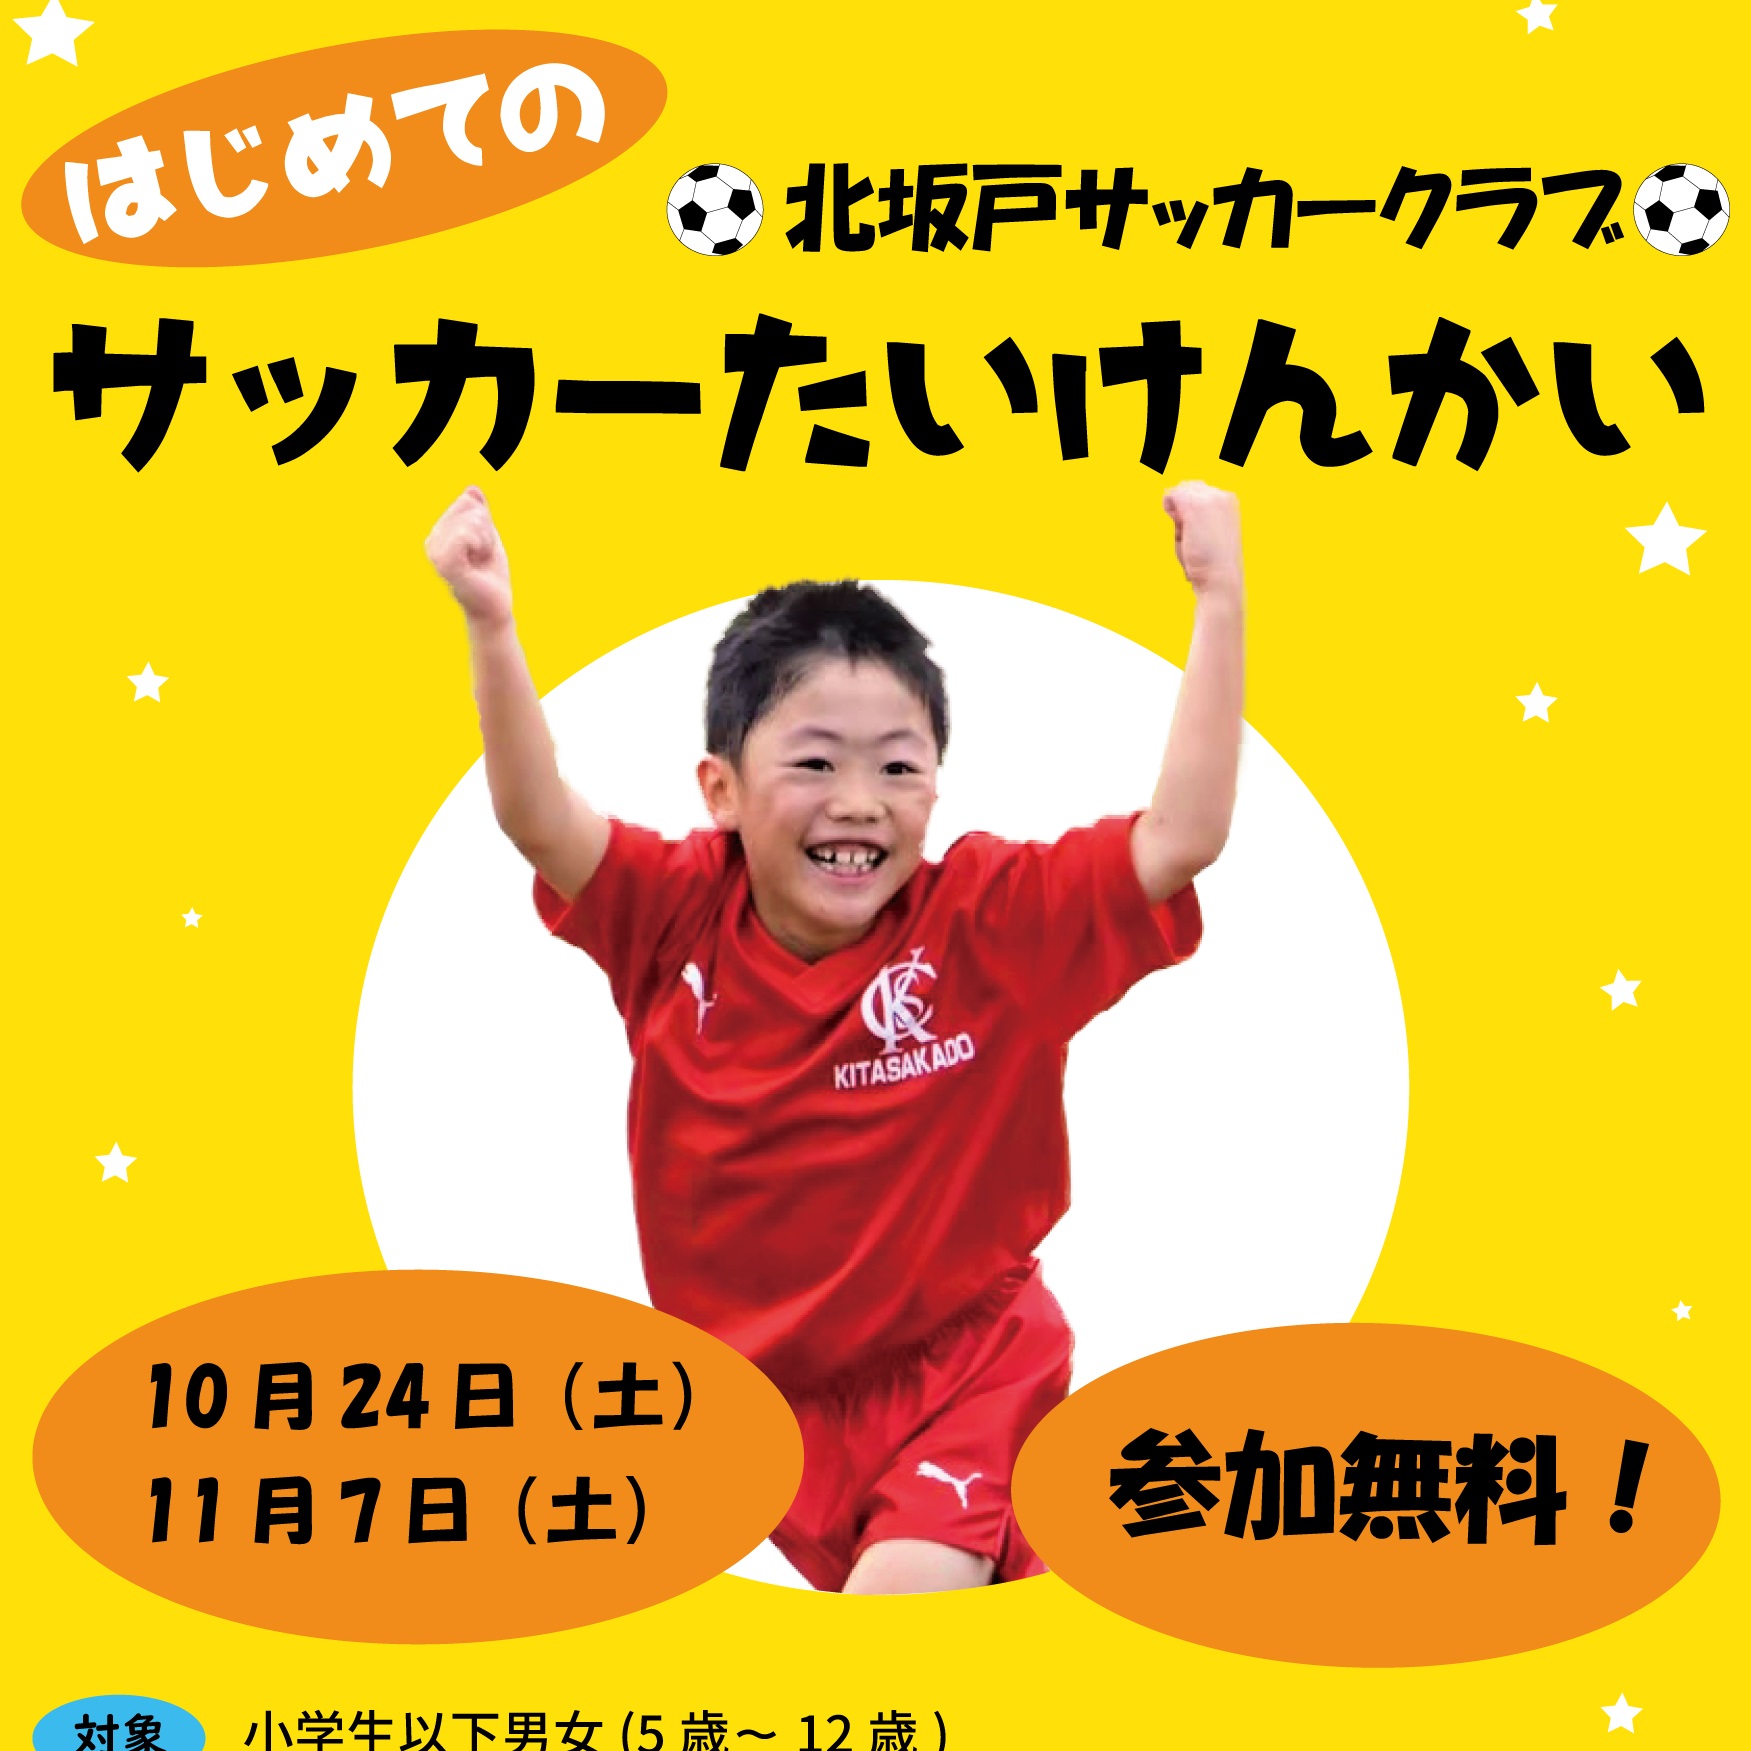 はじめての
北坂戸サッカークラブ
サッカーたいけんかい
KSC
KITASAKADO
10月24日（土）
11月7日（土）
参加無料！
対象 小学生以下男女(5歳～12歳)